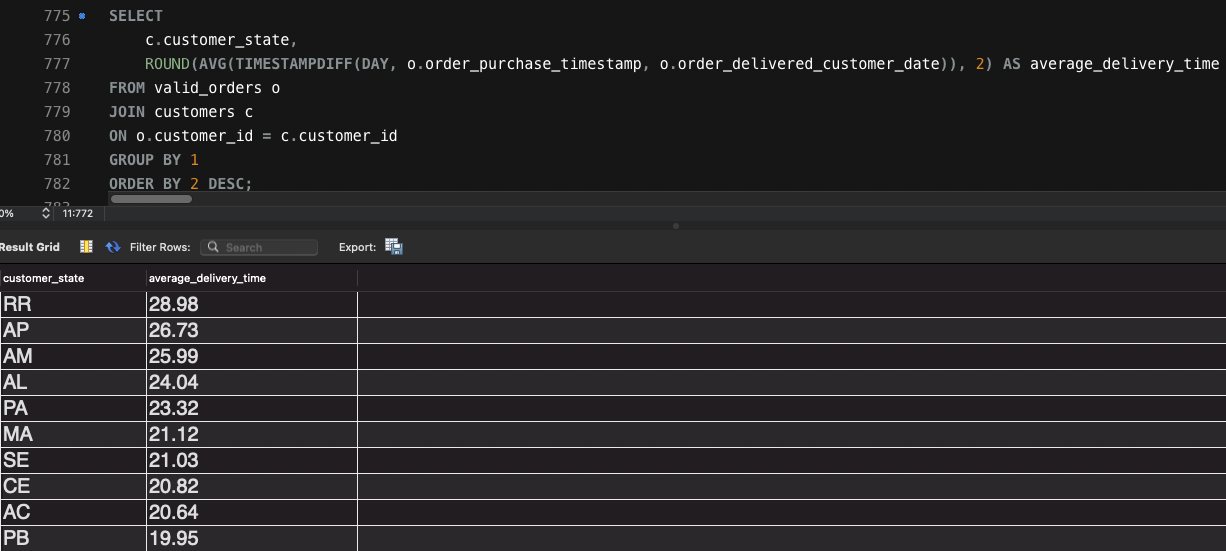 775 SELECT
776 c.customer_state,
777 ROUND(AVG(TIMESTAMPDIFF(DAY, o.order_purchase_timestamp, o.order_delivered_customer_date)), 2) AS average_delivery_time
778 FROM valid_orders o
779 JOIN customers c
780 ON o.customer_id = c.customer_id
781 GROUP BY 1
782 ORDER BY 2 DESC;
0% 11:772
Result Grid Filter Rows: Search Export:
customer_state average_delivery_time
RR 28.98
AP 26.73
AM 25.99
AL 24.04
PA 23.32
MA 21.12
SE 21.03
CE 20.82
AC 20.64
PB 19.95